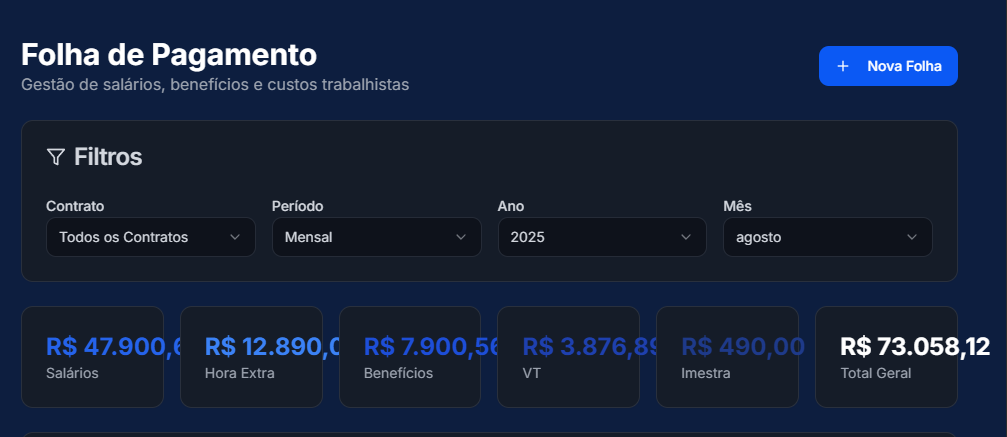 Folha de Pagamento
Gestão de salários, benefícios e custos trabalhistas
+ Nova Folha
Filtros
Contrato Período Ano Mês
Todos os Contratos Mensal 2025 agosto
R$ 47.900,6 R$ 12.890,0 R$ 7.900,56 R$ 3.876,89 R$ 490,00 R$ 73.058,12
Salários Hora Extra Benefícios VT Imestra Total Geral